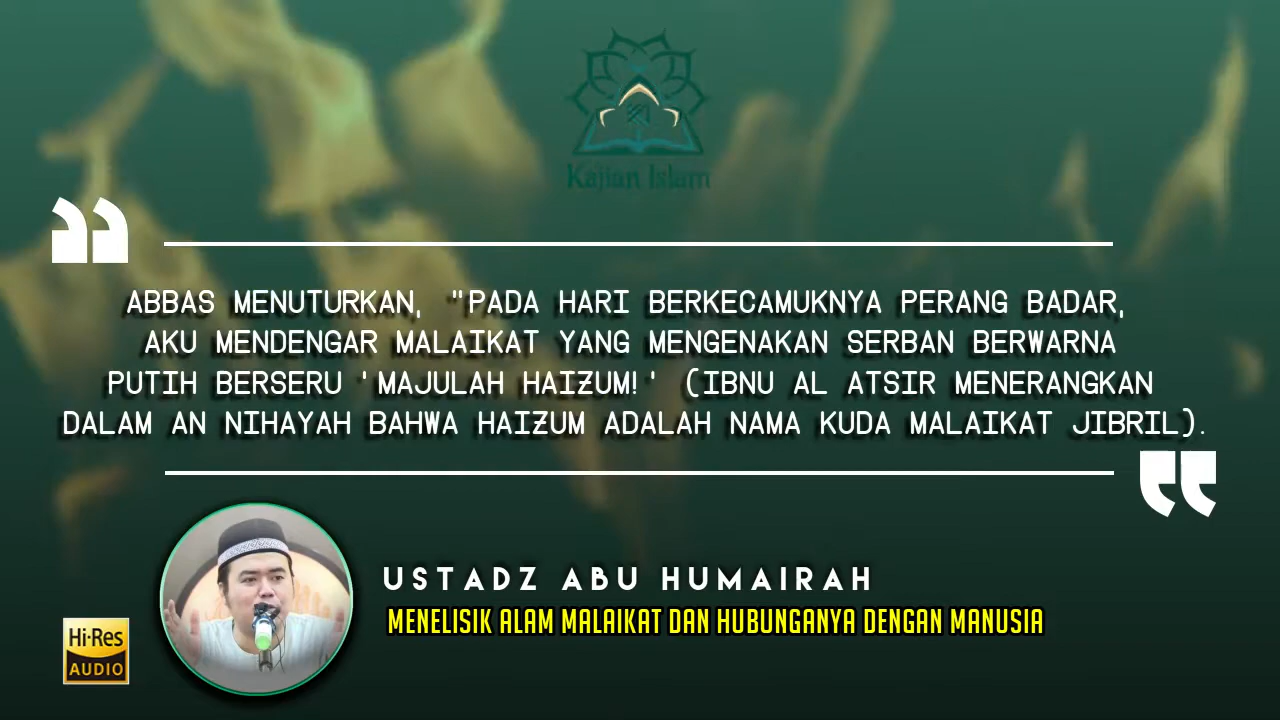 Kajian Islam
ABBAS MENUTURKAN, "PADA HARI BERKECAMUKNYA PERANG BADAR,
AKU MENDENGAR MALAIKAT YANG MENGENAKAN SERBAN BERWARNA
PUTIH BERSERU 'MAJULAH HAIZUM!' (IBNU AL ATSIR MENERANGKAN
DALAM AN NIHAYAH BAHWA HAIZUM ADALAH NAMA KUDA MALAIKAT JIBRIL).
USTADZ ABU HUMAIRAH
MENELISIK ALAM MALAIKAT DAN HUBUNGANYA DENGAN MANUSIA
Hi-Res
AUDIO